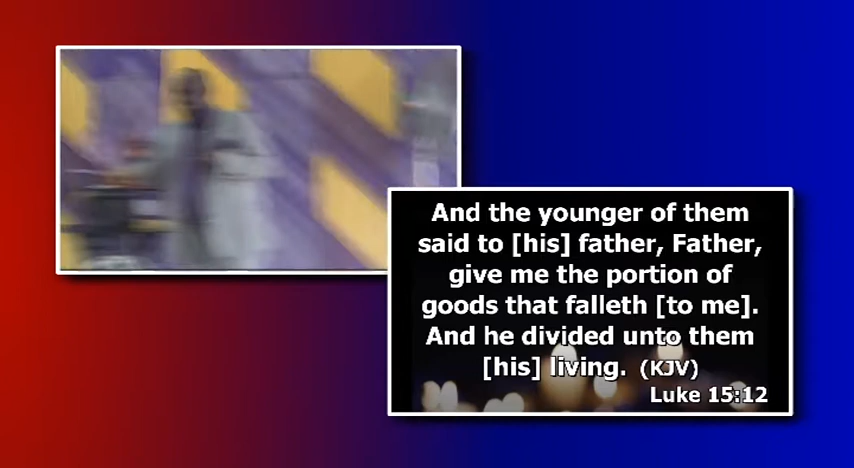 And the younger of them
said to [his] father, Father,
give me the portion of
goods that falleth [to me].
And he divided unto them
[his] living. (KJV)
Luke 15:12